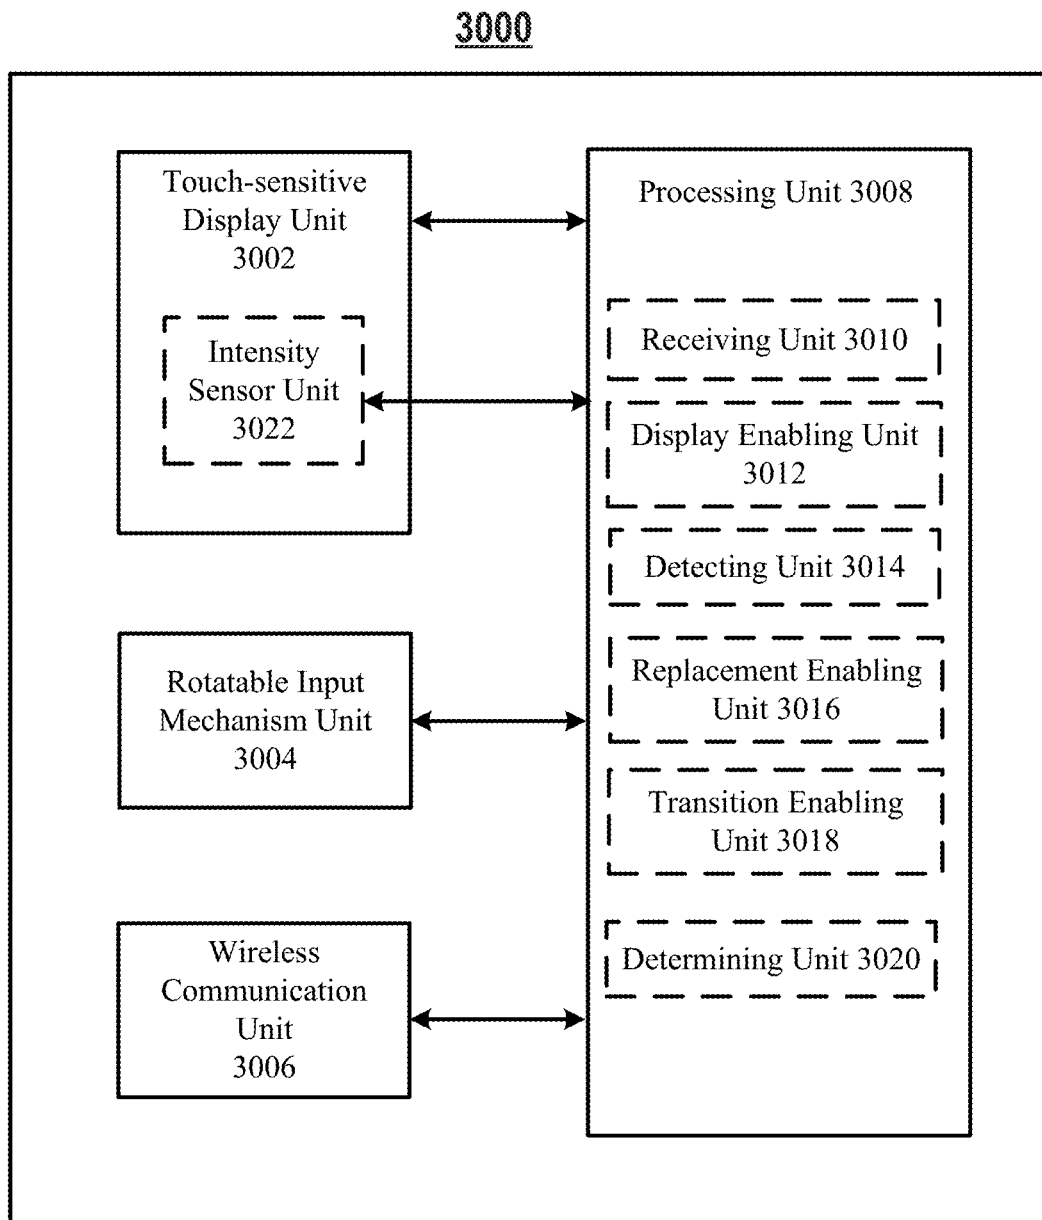 3000
Touch-sensitive
Display Unit
3002
Intensity
Sensor Unit
3022
Rotatable Input
Mechanism Unit
3004
Wireless
Communication
Unit
3006
Processing Unit 3008
Receiving Unit 3010
Display Enabling Unit
3012
Detecting Unit 3014
Replacement Enabling
Unit 3016
Transition Enabling
Unit 3018
Determining Unit 3020